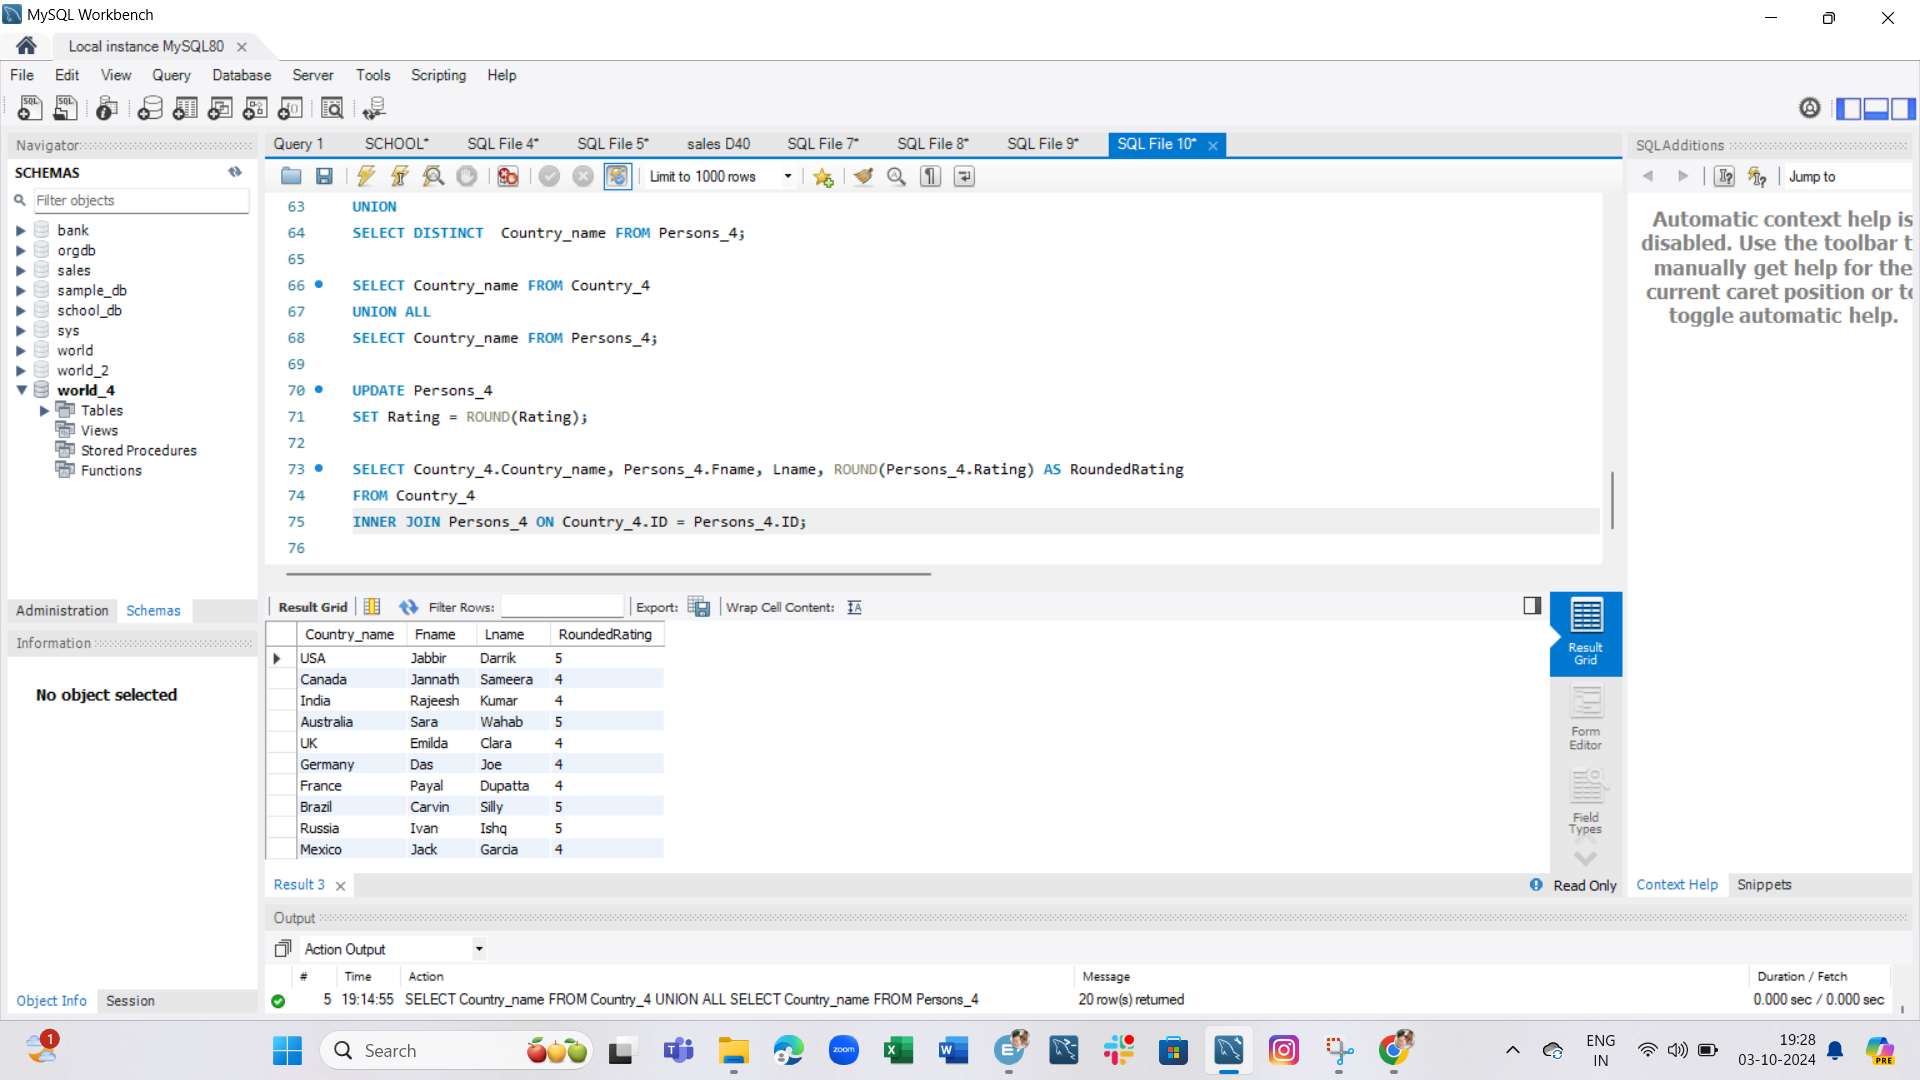 MySQL Workbench
Local instance MySQL80
File Edit View Query Database Server Tools Scripting Help
Navigator
Query 1 SCHOOL* SQL File 4* SQL File 5* sales D40 SQL File 7* SQL File 8* SQL File 9* SQL File 10*
SQLAdditions
SCHEMAS
Limit to 1000 rows
Jump to
Filter objects
bank
orgdb
sales
sample_db
school_db
sys
world
world_2
world_4
Tables
Views
Stored Procedures
Functions
63 UNION
64 SELECT DISTINCT Country_name FROM Persons_4;
65
66 SELECT Country_name FROM Country_4
67 UNION ALL
68 SELECT Country_name FROM Persons_4;
69
70 UPDATE Persons_4
71 SET Rating = ROUND(Rating);
72
73 SELECT Country_4.Country_name, Persons_4.Fname, Lname, ROUND(Persons_4.Rating) AS RoundedRating
74 FROM Country_4
75 INNER JOIN Persons_4 ON Country_4.ID = Persons_4.ID;
76
Automatic context help is
disabled. Use the toolbar t
manually get help for the
current caret position or to
toggle automatic help.
Administration Schemas
Information
No object selected
Object Info Session
Result Grid Filter Rows: Export: Wrap Cell Content:
Country_name Fname Lname RoundedRating
USA Jabbir Darrik 5
Canada Jannath Sameera 4
India Rajeesh Kumar 4
Australia Sara Wahab 5
UK Emilda Clara 4
Germany Das Joe 4
France Payal Dupatta 4
Brazil Carvin Silly 5
Russia Ivan Ishq 5
Mexico Jack Garcia 4
Result
Grid
Form
Editor
Field
Types
Result 3
Read Only
Context Help Snippets
Output
Action Output
# Time Action Message Duration / Fetch
5 19:14:55 SELECT Country_name FROM Country_4 UNION ALL SELECT Country_name FROM Persons_4 20 row(s) returned 0.000 sec / 0.000 sec
1
Search
zoom
ENG
IN
19:28
03-10-2024
PRE